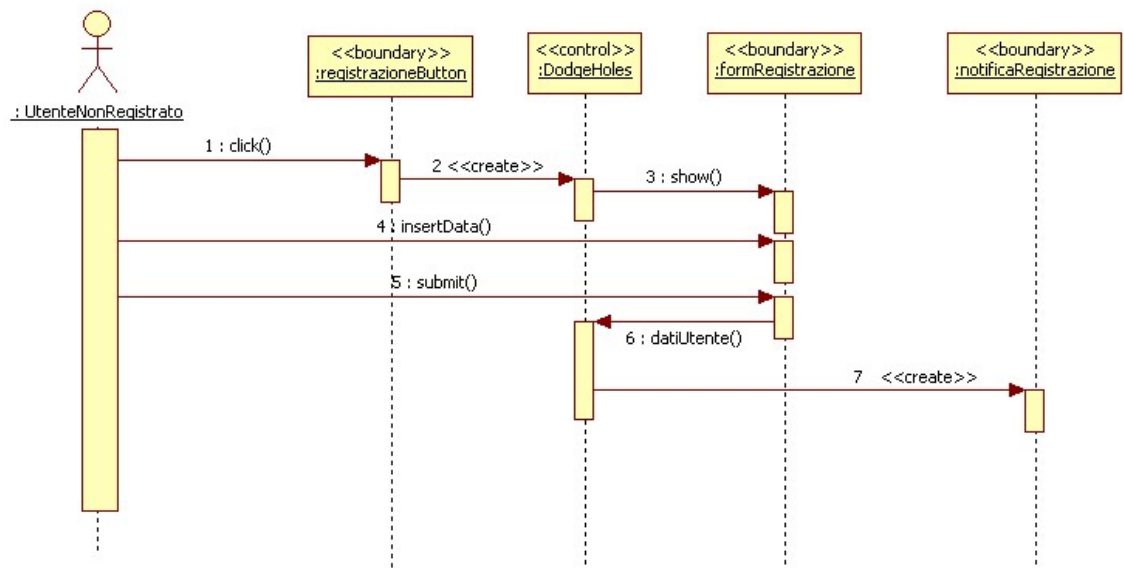 <<boundary>>
:registrazioneButton
<<control>>
:DodgeHoles
<<boundary>>
:formRegistrazione
<<boundary>>
:notificaRegistrazione
: UtenteNonRegistrato
1 : click()
2 <<create>>
3 : show()
4 : insertData()
5 : submit()
6 : datiUtente()
7 <<create>>